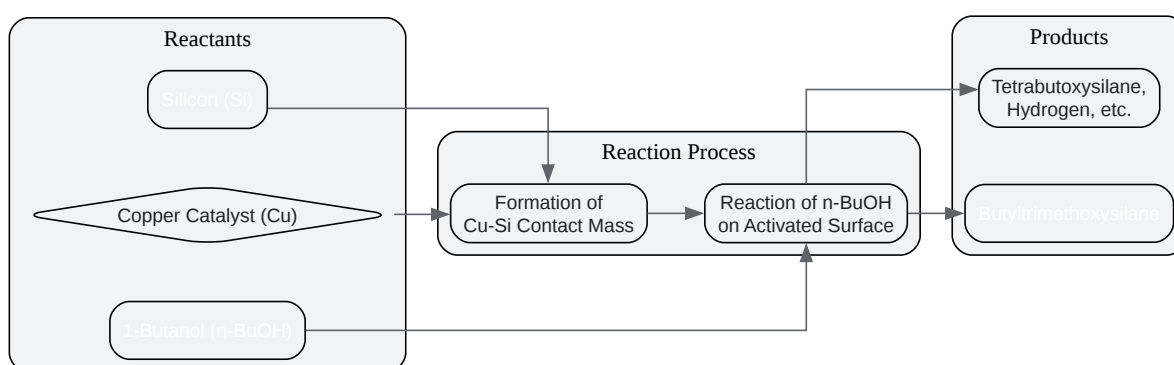 Reactants
Products
Silicon (Si)
Tetrabutoxysilane,
Hydrogen, etc.
Reaction Process
Copper Catalyst (Cu)
Formation of
Cu-Si Contact Mass
Reaction of n-BuOH
on Activated Surface
Butyltrimethoxysilane
1-Butanol (n-BuOH)